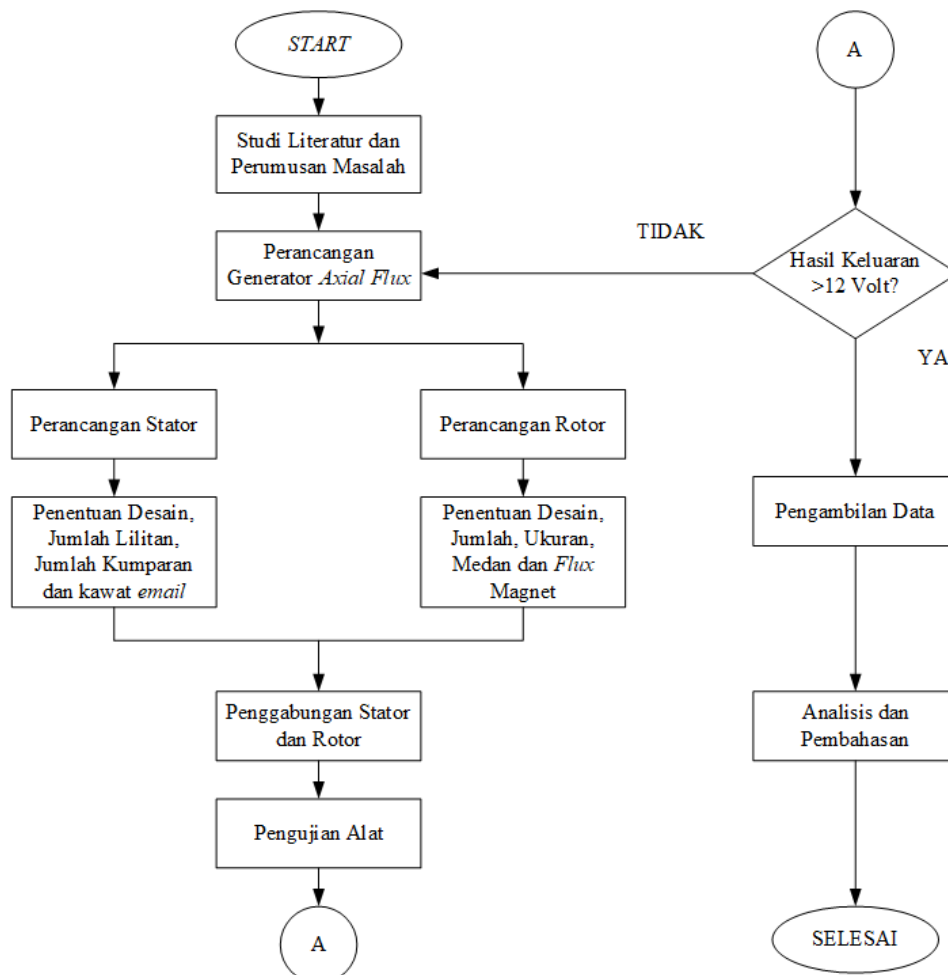 START
Studi Literatur dan
Perumusan Masalah
Perancangan
Generator Axial Flux
Perancangan Stator
Perancangan Rotor
Penentuan Desain,
Jumlah Lilitan,
Jumlah Kumparan
dan kawat email
Penentuan Desain,
Jumlah, Ukuran,
Medan dan Flux
Magnet
Penggabungan Stator
dan Rotor
Pengujian Alat
A
A
Hasil Keluaran
>12 Volt?
TIDAK
YA
Pengambilan Data
Analisis dan
Pembahasan
SELESAI